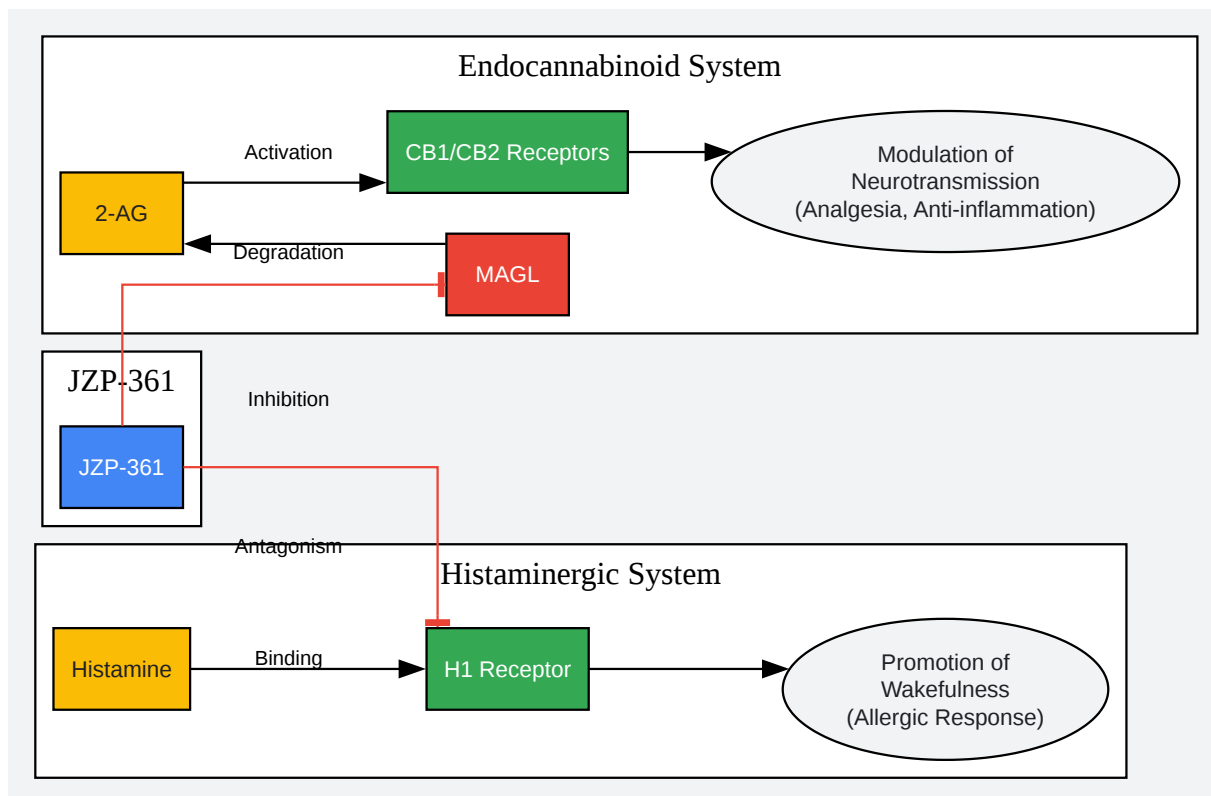 Endocannabinoid System
Activation
CB1/CB2 Receptors
Modulation of
Neurotransmission
(Analgesia, Anti-inflammation)
2-AG
Degradation
MAGL
JZP-361
Inhibition
JZP-361
Antagonism
Histaminergic System
Histamine
Binding
H1 Receptor
Promotion of
Wakefulness
(Allergic Response)